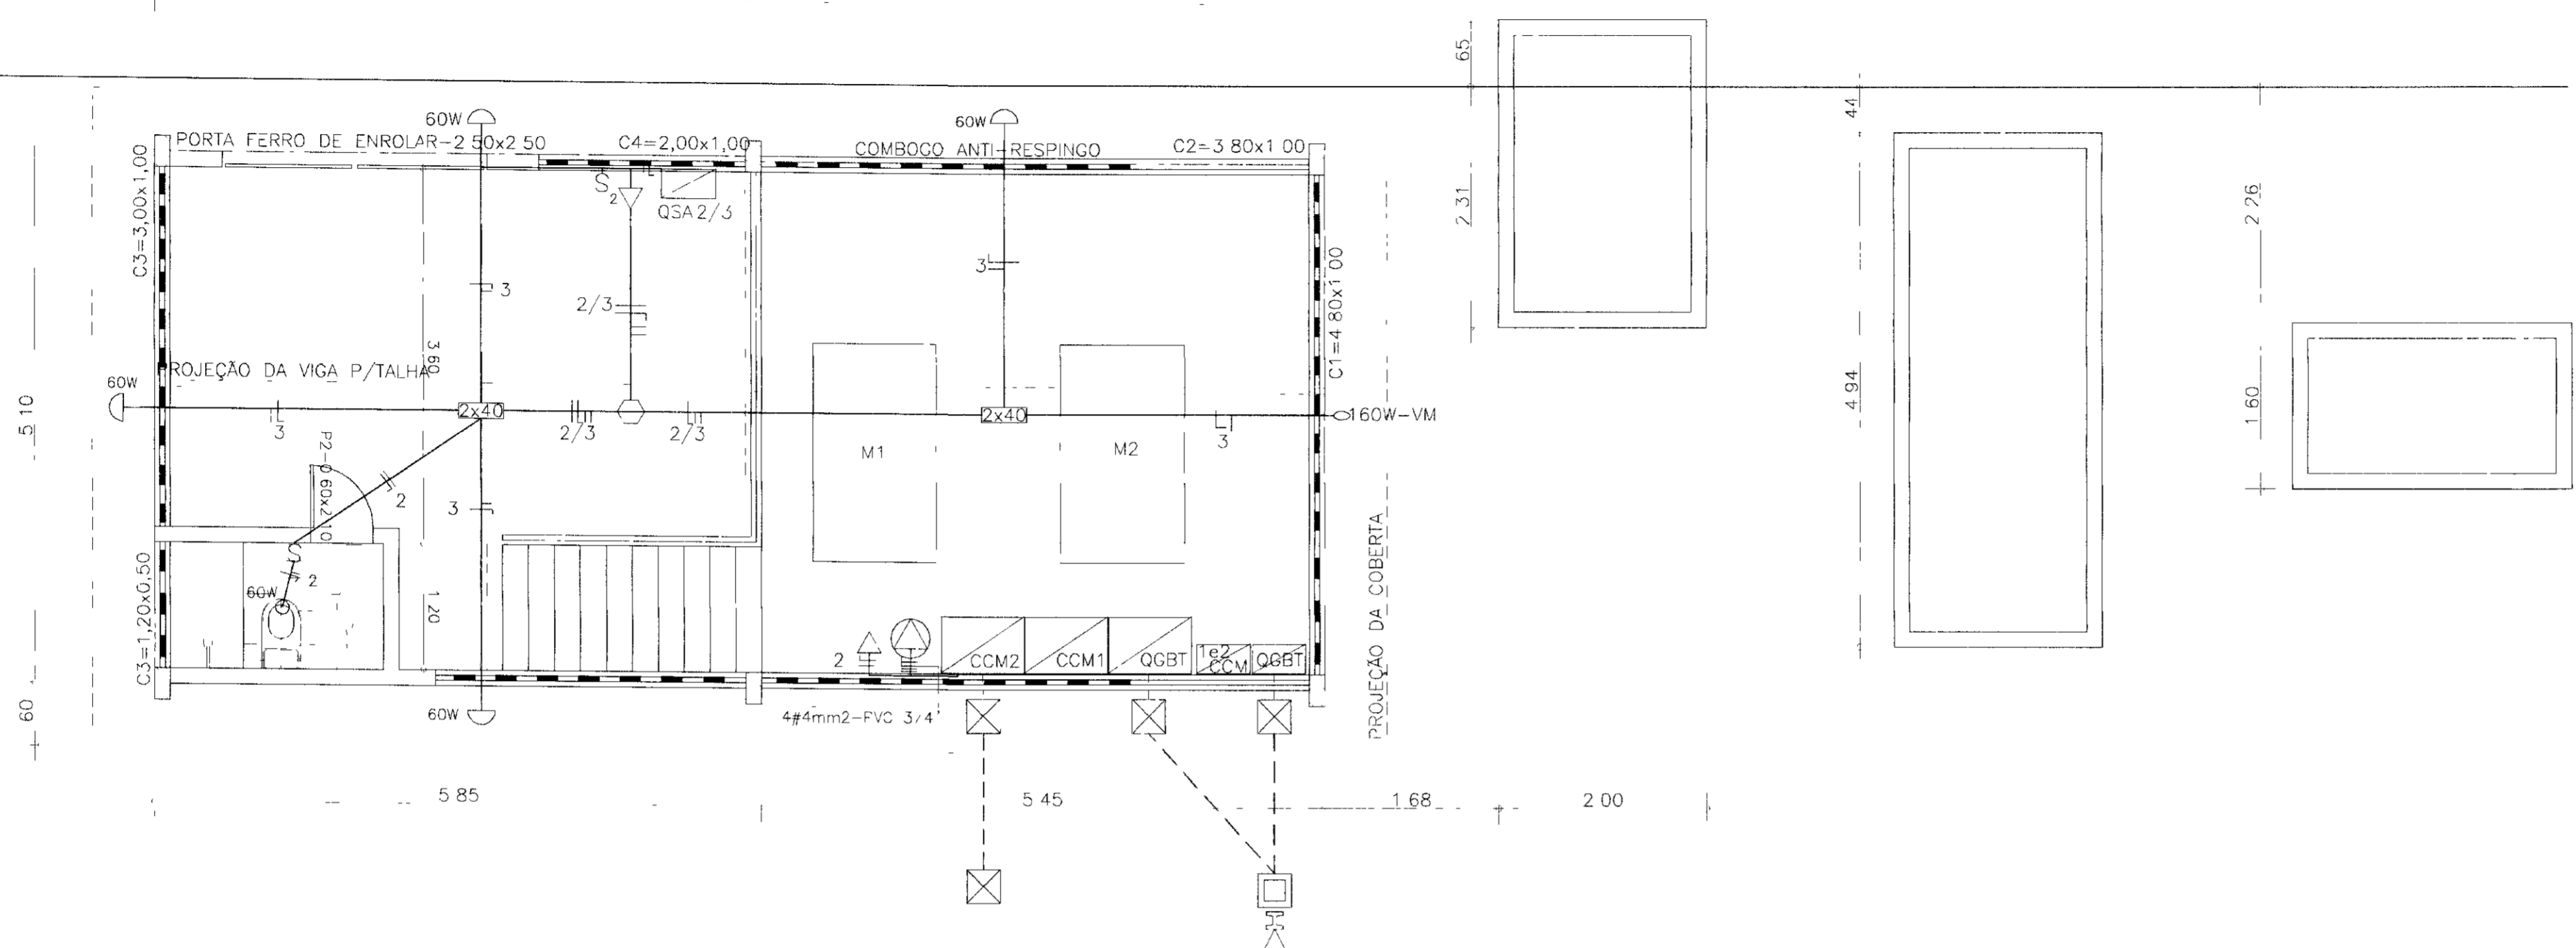 65
44
60W
60W
PORTA FERRO DE ENROLAR-2 50x2 50
C4=2,00x1,00
COMBOGO ANTI-RESPINGO
C2=3 80x1 00
C3=3,00x1,00
S2
QSA2/3
2 31
2 26
3
2/3
3
C1=4 80x1 00
3 60
ROJEÇÃO DA VIGA P/TALHA
60W
5 10
4 94
1 60
2x40
2x40
160W-VM
3
2/3
2/3
3
P2-0 60x2 10
M1
M2
2
3
S
2
60W
C3=1,20x0,50
1 20
PROJEÇÃO DA COBERTA
2
CCM2
CCM1
QGBT
1e2
CCM
QGBT
60
60W
4#4mm2-PVC 3/4'
5 85
5 45
1 68
2 00